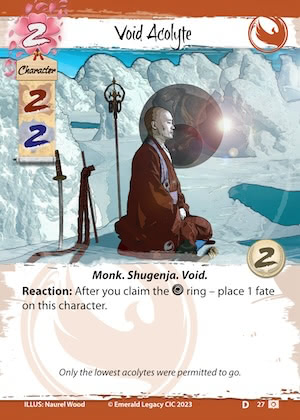 2
Void Acolyte
Character
2
2
2
Monk. Shugenja. Void.
Reaction: After you claim the ring – place 1 fate
on this character.
Only the lowest acolytes were permitted to go.
ILLUS: Naurel Wood © Emerald Legacy CIC 2023 D 27